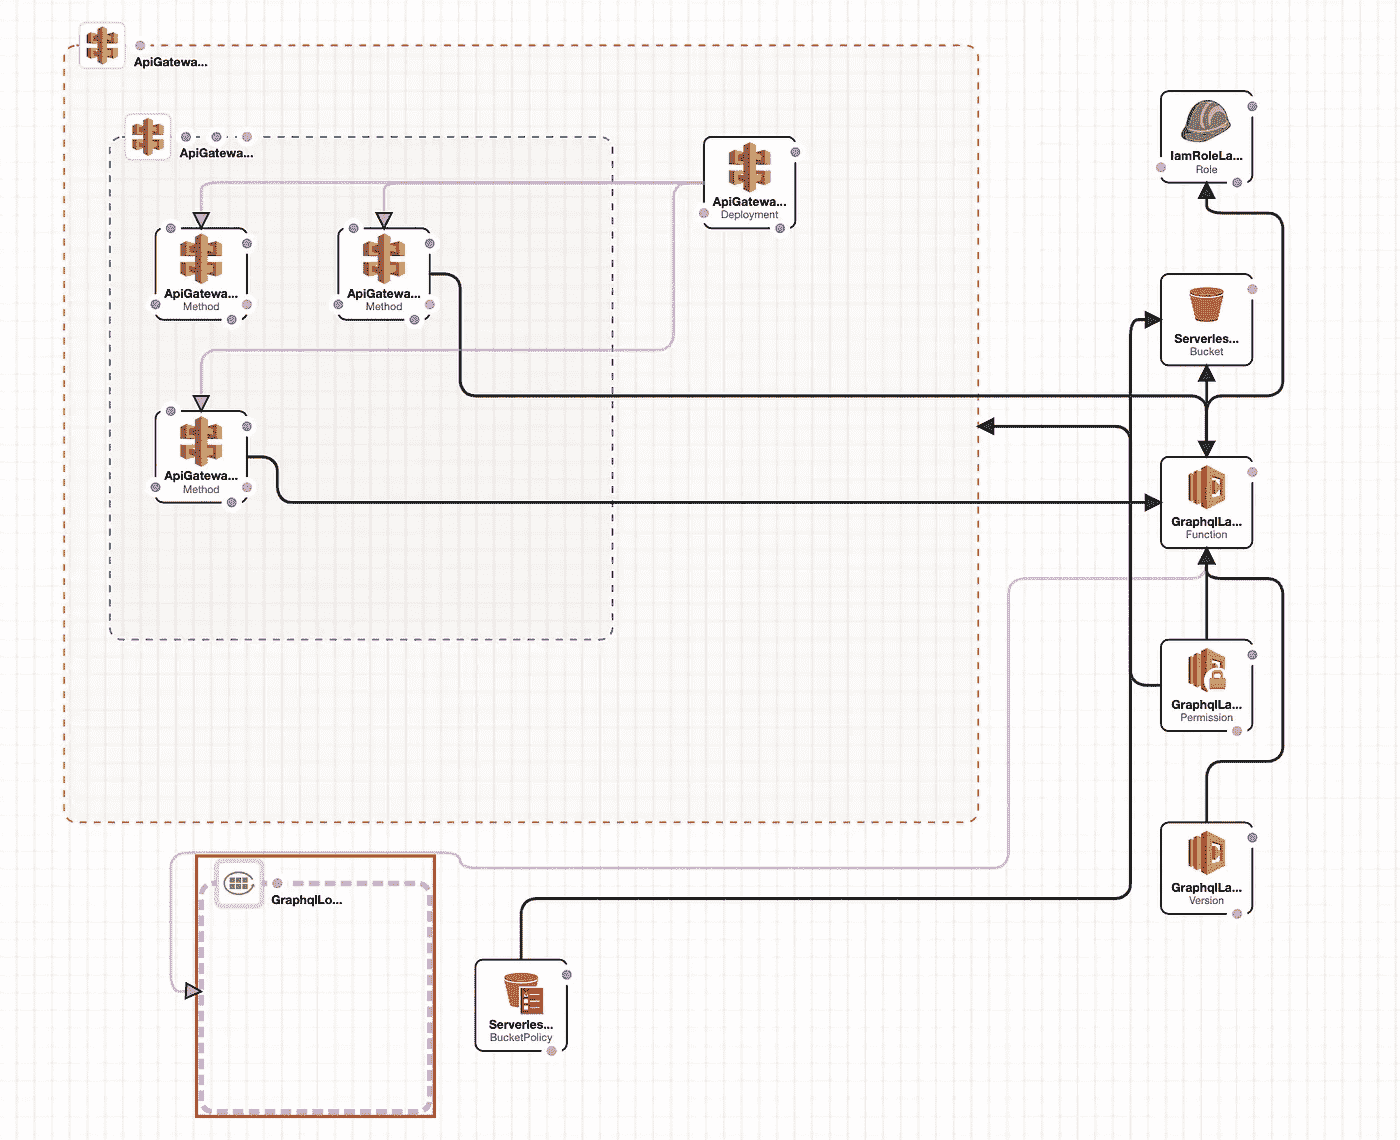 ApiGatewa...
ApiGatewa...
ApiGatewa...
Deployment
IamRoleLa...
Role
ApiGatewa...
Method
ApiGatewa...
Method
Serverles...
Bucket
ApiGatewa...
Method
GraphqlLa...
Function
GraphqlLa...
Permission
GraphqlLa...
Version
GraphqlLo...
Serverles...
BucketPolicy